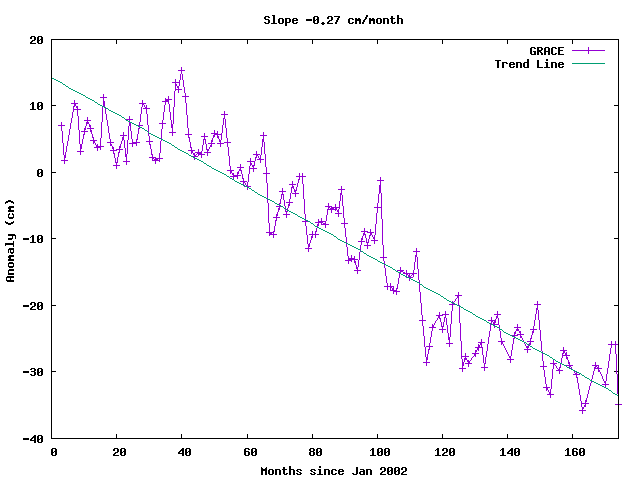 Slope -0.27 cm/month
GRACE
Trend Line
20
10
0
-10
-20
-30
-40
Anomaly (cm)
0 20 40 60 80 100 120 140 160
Months since Jan 2002